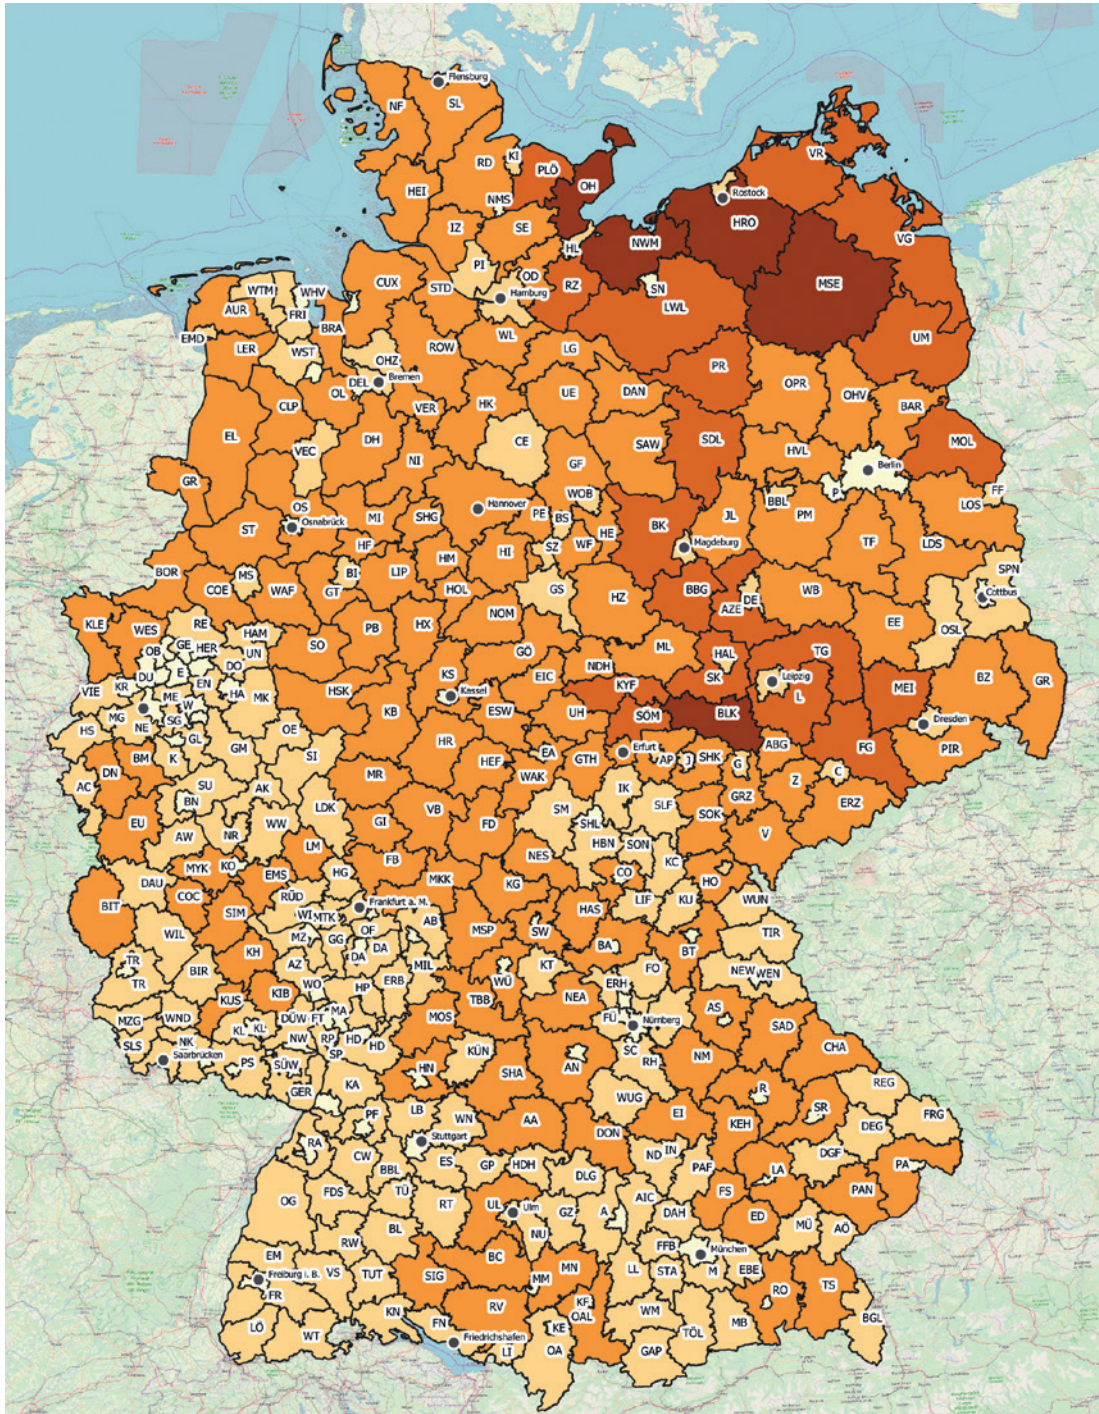 Flensburg
NF
SL
KI
RD
PLÖ
VR
OH
HEI
NMS
Rostock
HRO
IZ
SE
HL
NWM
VG
PI
OD
CUX
WTM
WHV
STD
Hamburg
RZ
SN
MSE
AUR
FRI
LWL
BRA
EMD
WL
UM
LER
WST
OHZ
ROW
LG
PR
DEL
Bremen
OPR
OL
UE
DAN
OHV
BAR
CLP
VER
HK
EL
DH
VEC
CE
SAW
SDL
HVL
MOL
NI
GF
Berlin
GR
WOB
P
FF
OS
Hannover
BBL
LOS
Osnabrück
MI
SHG
PE
BS
BK
JL
PM
ST
HE
HF
HM
HI
SZ
WF
Magdeburg
TF
LDS
BOR
MS
BI
LIP
SPN
COE
WAF
GT
HOL
GS
HZ
BBG
DE
WB
Cottbus
AZE
KLE
WES
RE
PB
HX
NOM
EE
OSL
OB
GE
HER
HAM
SO
GÖ
ML
HAL
TG
UN
DU
E
DO
NDH
KR
EN
HSK
KS
EIC
SK
Leipzig
BZ
GR
VIE
ME
HA
MK
Kassel
KYF
L
MEI
W
KB
ESW
UH
SÖM
BLK
MG
NE
SG
OE
Dresden
HS
GL
GM
HR
EA
Erfurt
ABG
FG
PIR
BM
K
SI
HEF
GTH
AP
J
SHK
G
C
DN
MR
WAK
Z
AC
SU
AK
IK
GRZ
ERZ
BN
LDK
VB
SM
SLF
SOK
EU
GI
FD
SHL
V
AW
NR
WW
HBN
SON
LM
FB
NES
KC
MYK
KO
HG
CO
HO
DAU
EMS
MKK
KG
COC
RÜD
WUN
BIT
SIM
Frankfurt a. M.
HAS
LIF
KU
WI
MTK
AB
OF
SW
WIL
MZ
GG
DA
MSP
TIR
KH
DA
BA
BT
TR
AZ
MIL
KT
FO
BIR
WÜ
NEW
WEN
TR
WO
HP
ERB
ERH
KUS
KIB
TBB
NEA
MZG
WND
DÜW
FT
MA
MOS
FÜ
Nürnberg
AS
SAD
KL
KL
SLS
NK
NW
RP
HD
HD
KÜN
SC
CHA
Saarbrücken
SP
HN
AN
RH
NM
PS
SÜW
SHA
KA
WUG
R
REG
GER
LB
WN
AA
EI
SR
PF
DON
KEH
FRG
DEG
RA
Stuttgart
ND
IN
CW
ES
GP
HDH
DGF
BBL
DLG
PAF
LA
PA
FDS
TÜ
AIC
FS
OG
RT
UL
PAN
Ulm
GZ
A
DAH
ED
BL
MÜ
AÖ
RW
NU
EM
BC
FFB
München
VS
TUT
MN
LL
STA
M
EBE
Freiburg i. B.
SIG
MM
RO
TS
FR
RV
KF
KN
WM
FN
OAL
BGL
LÖ
KE
MB
WT
Friedrichshafen
TÖL
LI
OA
GAP